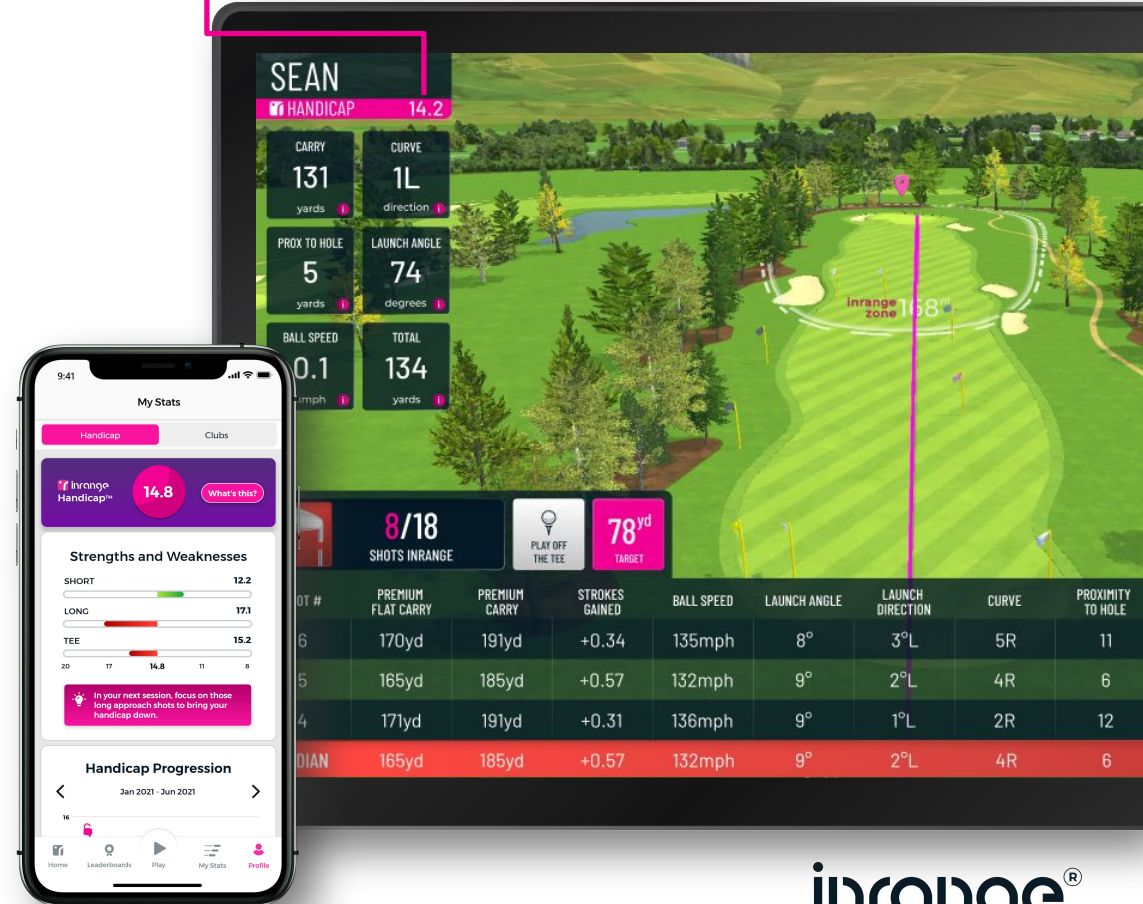 SEAN
HANDICAP 14.2
CARRY
131
yards
CURVE
1L
direction
PROX TO HOLE
5
yards
LAUNCH ANGLE
74
degrees
BALL SPEED
0.1
mph
TOTAL
134
yards
inrange
zone
168yd
8/18
SHOTS INRANGE
PLAY OFF
THE TEE
78yd
TARGET
OT # PREMIUM FLAT CARRY PREMIUM CARRY STROKES GAINED BALL SPEED LAUNCH ANGLE LAUNCH DIRECTION CURVE PROXIMITY TO HOLE
6 170yd 191yd +0.34 135mph 8° 3°L 5R 11
5 165yd 185yd +0.57 132mph 9° 2°L 4R 6
4 171yd 191yd +0.31 136mph 9° 1°L 2R 12
DIAN 165yd 185yd +0.57 132mph 9° 2°L 4R 6
9:41
My Stats
Handicap Clubs
inrange
Handicap™
14.8
What's this?
Strengths and Weaknesses
SHORT 12.2
LONG 17.1
TEE 15.2
20 17 14.8 11 8
In your next session, focus on those
long approach shots to bring your
handicap down.
Handicap Progression
Jan 2021 - Jun 2021
16
Home Leaderboards Play My Stats Profile
inrange®